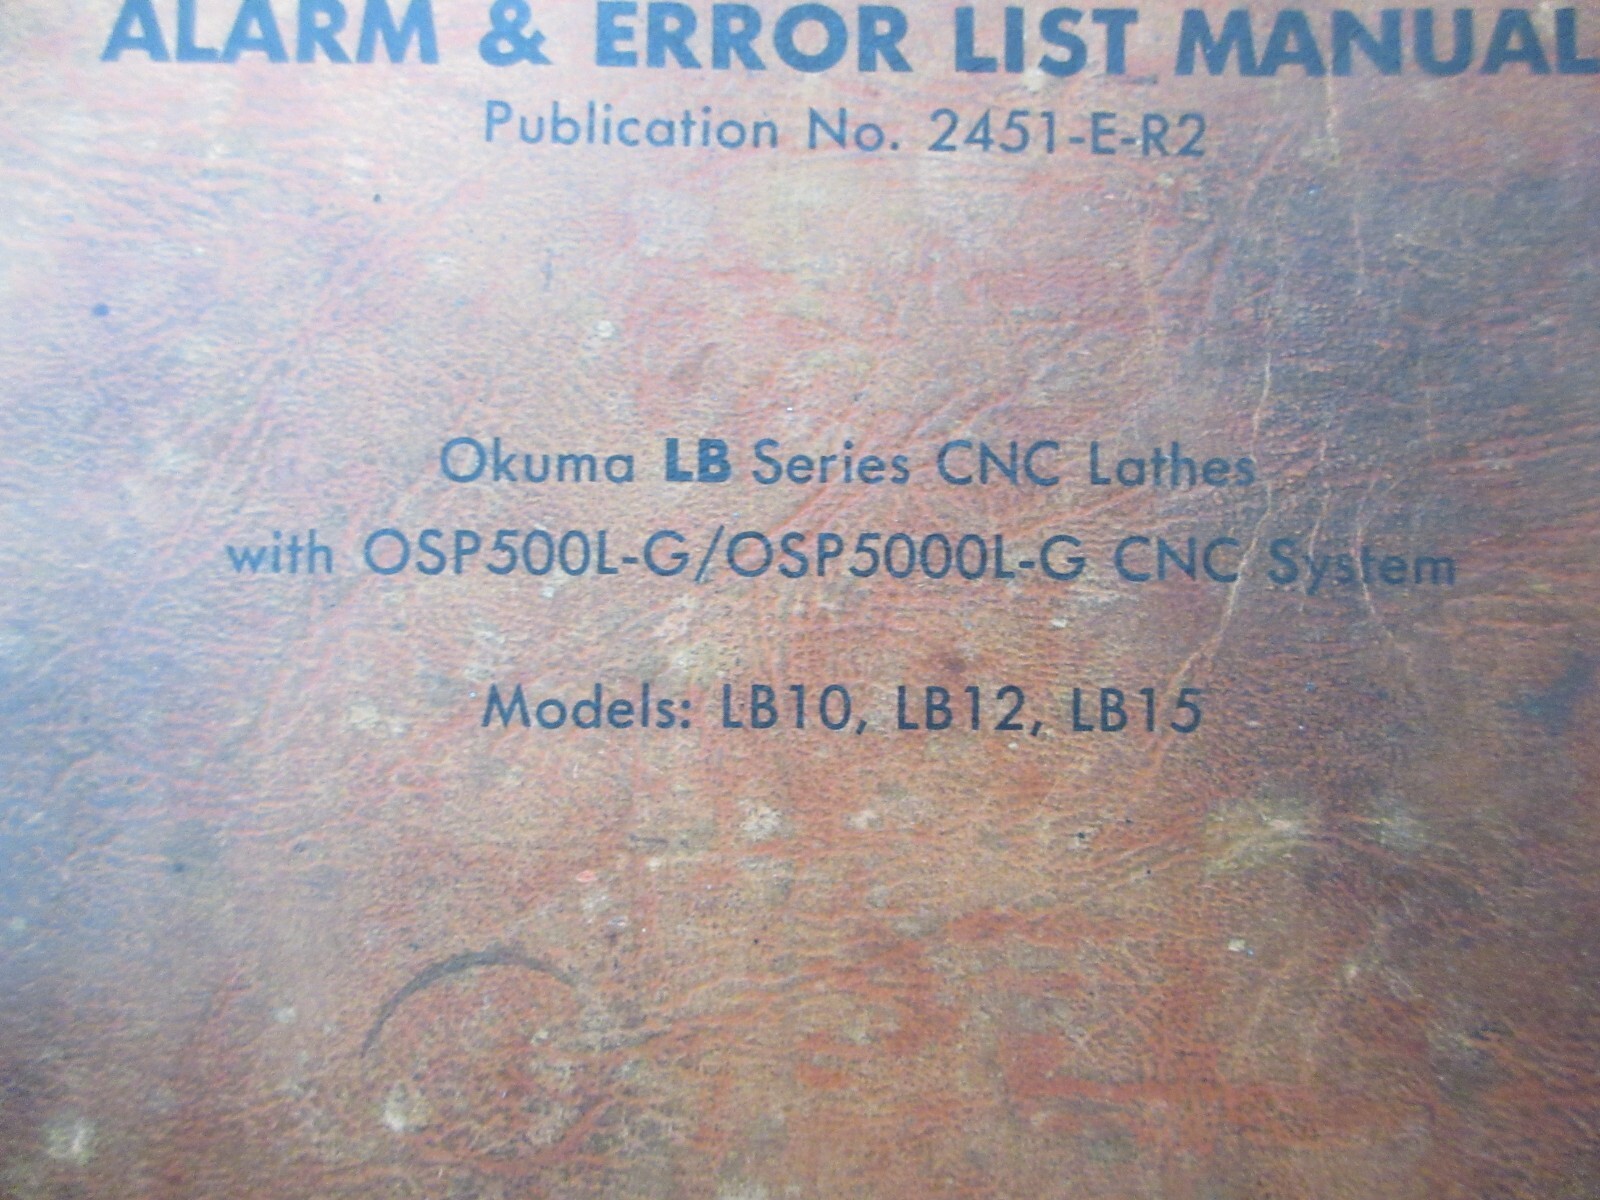 ALARM & ERROR LIST MANUAL
Publication No. 2451-E-R2
Okuma LB Series CNC Lathes
with OSP500L-G/OSP5000L-G CNC System
Models: LB10, LB12, LB15